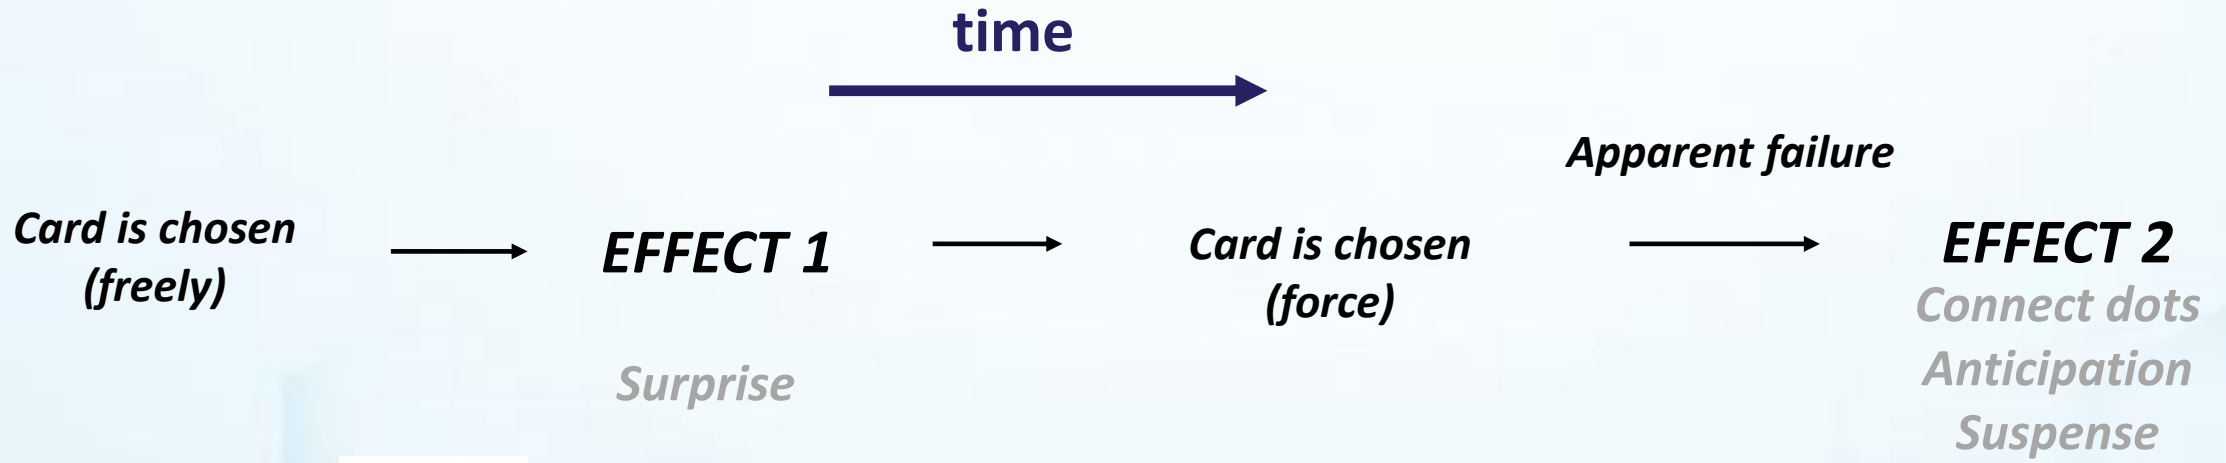 time
Card is chosen
(freely)
EFFECT 1
Surprise
Card is chosen
(force)
Apparent failure
EFFECT 2
Connect dots
Anticipation
Suspense